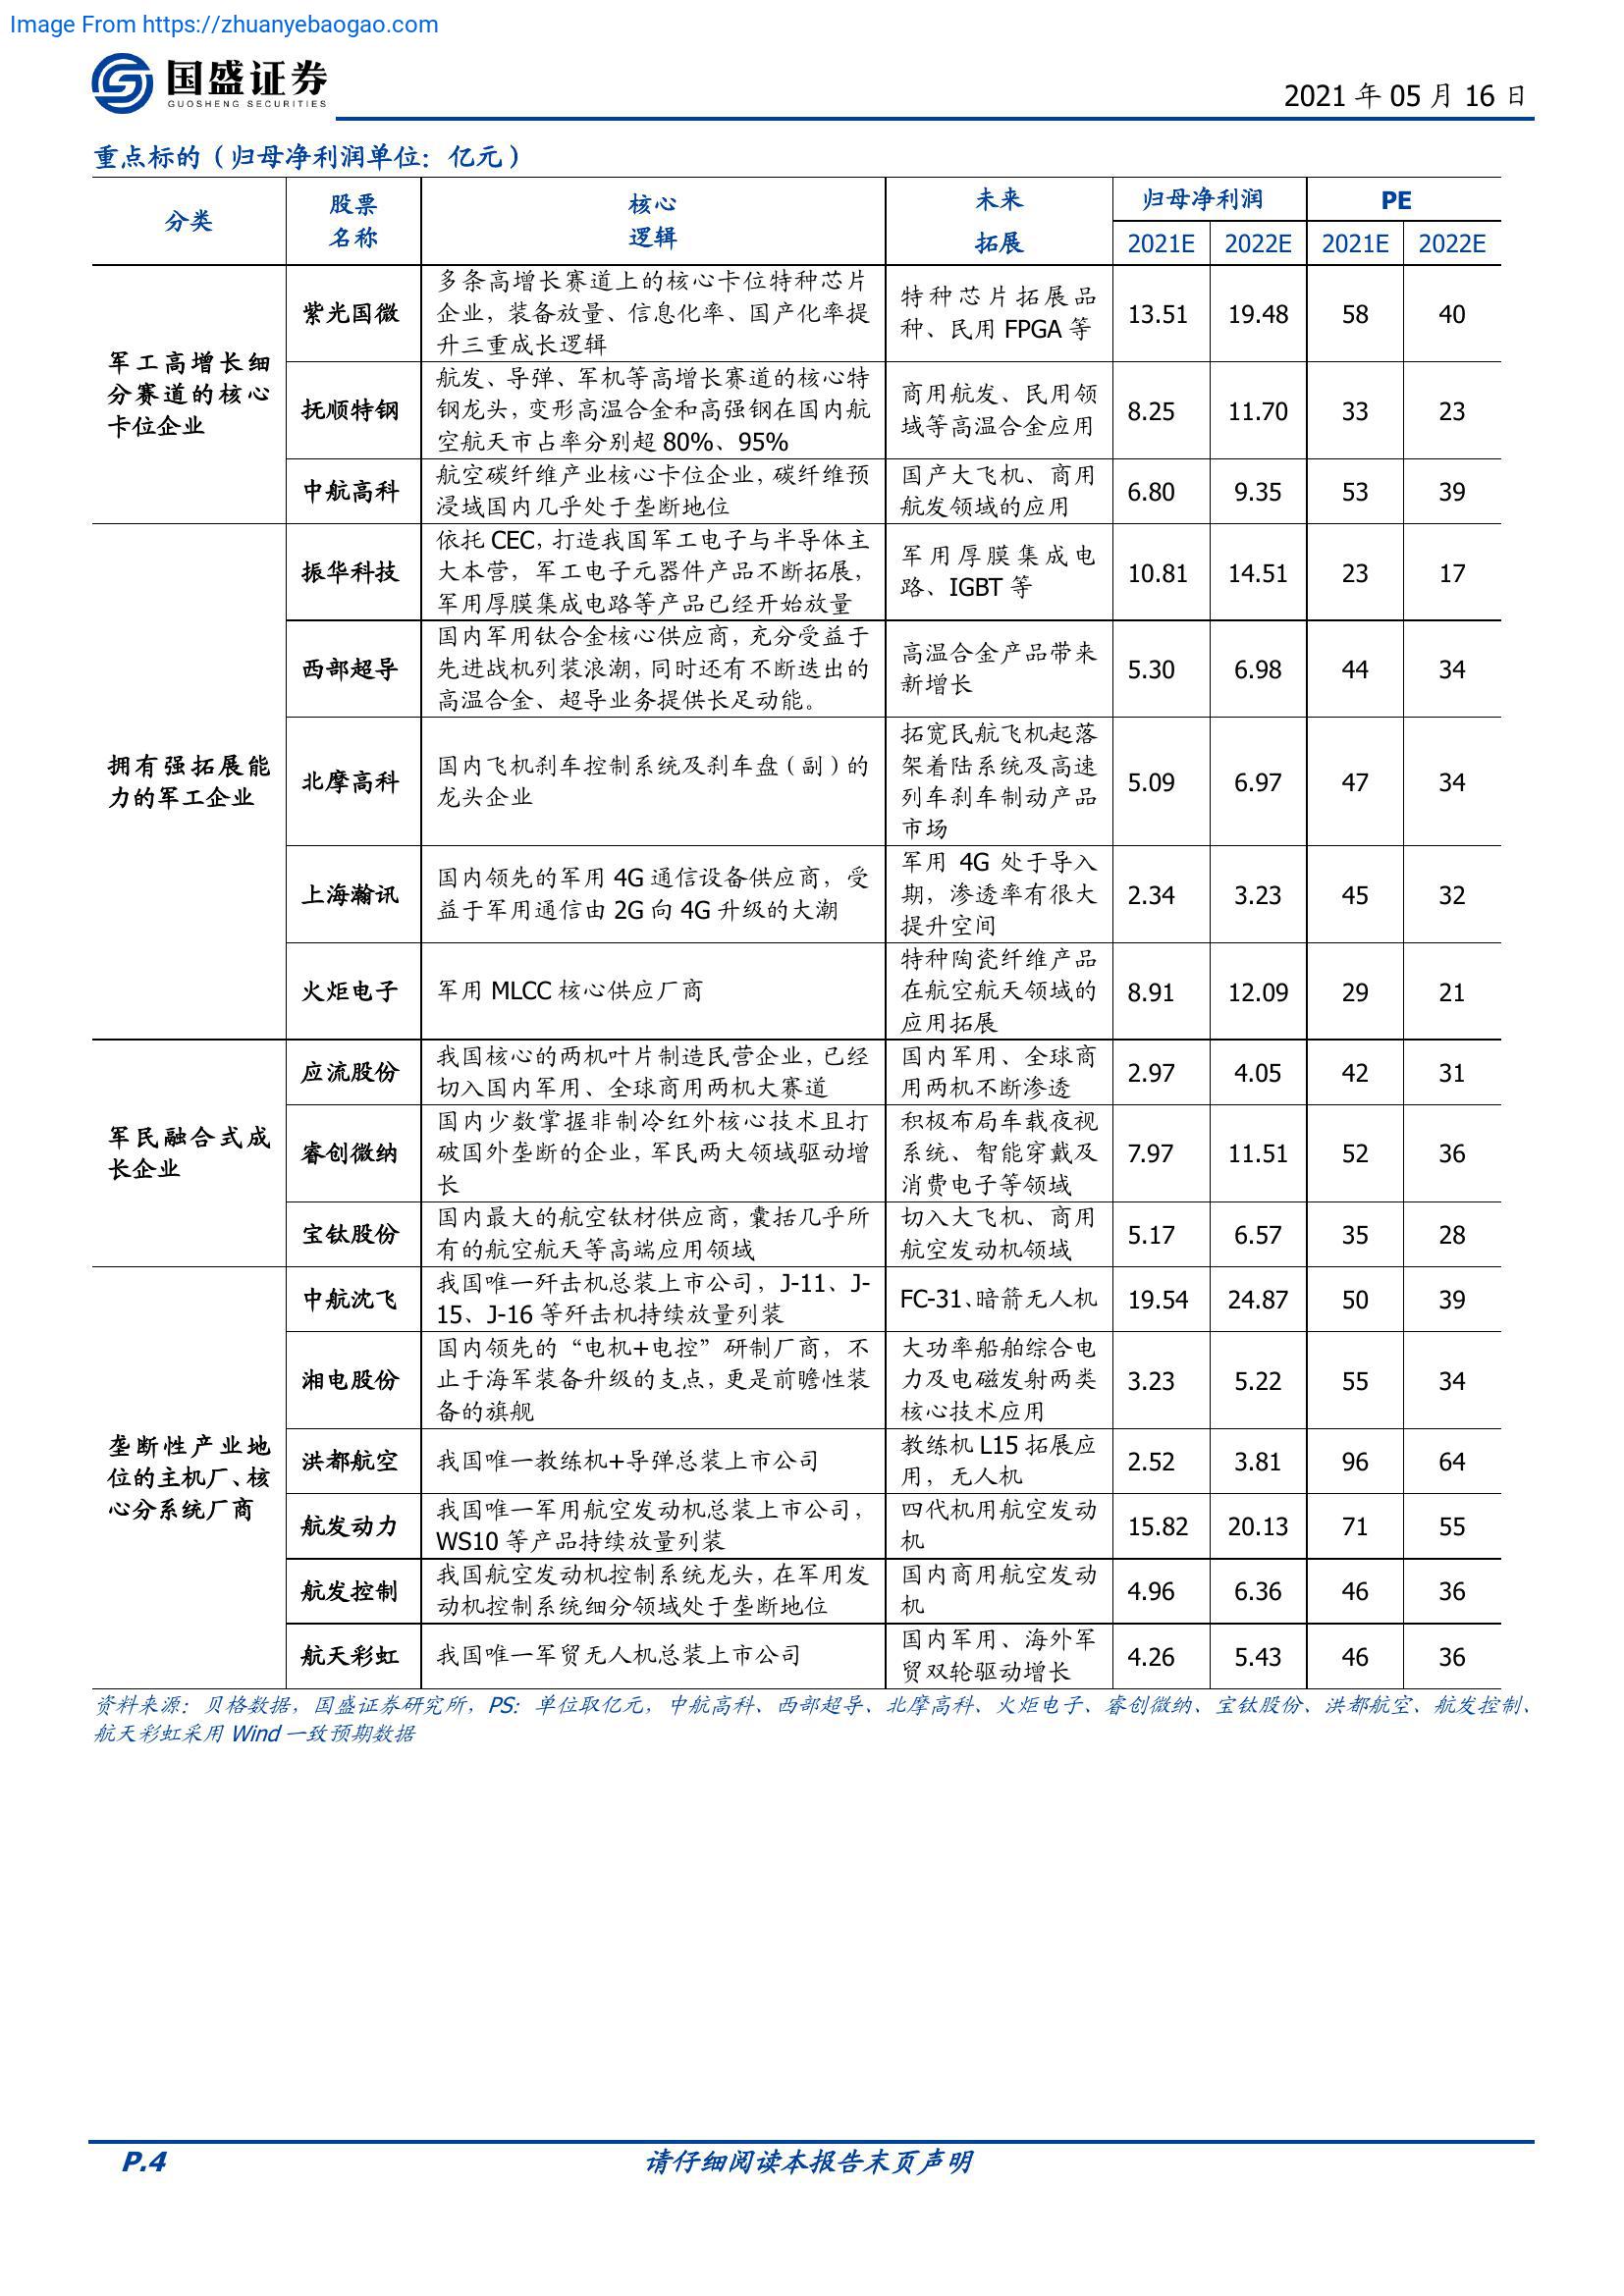 Image From https://zhuanyebaogao.com
国盛证券
GUOSHENG SECURITIES
2021 年 05 月 16 日
重点标的（归母净利润单位：亿元）
分类
股票
名称
核心
逻辑
未来
拓展
归母净利润
PE
2021E 2022E 2021E 2022E
军工高增长细
分赛道的核心
卡位企业
紫光国微
多条高增长赛道上的核心卡位特种芯片
企业，装备放量、信息化率、国产化率提
升三重成长逻辑
特种芯片拓展品
种、民用 FPGA 等
13.51 19.48 58 40
抚顺特钢
航发、导弹、军机等高增长赛道的核心特
钢龙头，变形高温合金和高强钢在国内航
空航天市占率分别超 80%、95%
商用航发、民用领
域等高温合金应用
8.25 11.70 33 23
中航高科
航空碳纤维产业核心卡位企业，碳纤维预
浸域国内几乎处于垄断地位
国产大飞机、商用
航发领域的应用
6.80 9.35 53 39
拥有强拓展能
力的军工企业
振华科技
依托 CEC，打造我国军工电子与半导体主
大本营，军工电子元器件产品不断拓展，
军用厚膜集成电路等产品已经开始放量
军用厚膜集成电
路、IGBT 等
10.81 14.51 23 17
西部超导
国内军用钛合金核心供应商，充分受益于
先进战机列装浪潮，同时还有不断迭出的
高温合金、超导业务提供长足动能。
高温合金产品带来
新增长
5.30 6.98 44 34
北摩高科
国内飞机刹车控制系统及刹车盘（副）的
龙头企业
拓宽民航飞机起落
架着陆系统及高速
列车刹车制动产品
市场
5.09 6.97 47 34
上海瀚讯
国内领先的军用 4G 通信设备供应商，受
益于军用通信由 2G 向 4G 升级的大潮
军用 4G 处于导入
期，渗透率有很大
提升空间
2.34 3.23 45 32
火炬电子
军用 MLCC 核心供应厂商
特种陶瓷纤维产品
在航空航天领域的
应用拓展
8.91 12.09 29 21
军民融合式成
长企业
应流股份
我国核心的两机叶片制造民营企业，已经
切入国内军用、全球商用两机大赛道
国内军用、全球商
用两机不断渗透
2.97 4.05 42 31
睿创微纳
国内少数掌握非制冷红外核心技术且打
破国外垄断的企业，军民两大领域驱动增
长
积极布局车载夜视
系统、智能穿戴及
消费电子等领域
7.97 11.51 52 36
宝钛股份
国内最大的航空钛材供应商，囊括几乎所
有的航空航天等高端应用领域
切入大飞机、商用
航空发动机领域
5.17 6.57 35 28
垄断性产业地
位的主机厂、核
心分系统厂商
中航沈飞
我国唯一歼击机总装上市公司，J-11、J-
15、J-16 等歼击机持续放量列装
FC-31、暗箭无人机
19.54 24.87 50 39
湘电股份
国内领先的“电机+电控”研制厂商，不
止于海军装备升级的支点，更是前瞻性装
备的旗舰
大功率船舶综合电
力及电磁发射两类
核心技术应用
3.23 5.22 55 34
洪都航空
我国唯一教练机+导弹总装上市公司
教练机 L15 拓展应
用，无人机
2.52 3.81 96 64
航发动力
我国唯一军用航空发动机总装上市公司，
WS10 等产品持续放量列装
四代机用航空发动
机
15.82 20.13 71 55
航发控制
我国航空发动机控制系统龙头，在军用发
动机控制系统细分领域处于垄断地位
国内商用航空发动
机
4.96 6.36 46 36
航天彩虹
我国唯一军贸无人机总装上市公司
国内军用、海外军
贸双轮驱动增长
4.26 5.43 46 36
资料来源：贝格数据，国盛证券研究所，PS：单位取亿元，中航高科、西部超导、北摩高科、火炬电子、睿创微纳、宝钛股份、洪都航空、航发控制、
航天彩虹采用 Wind 一致预期数据
P.4
请仔细阅读本报告末页声明